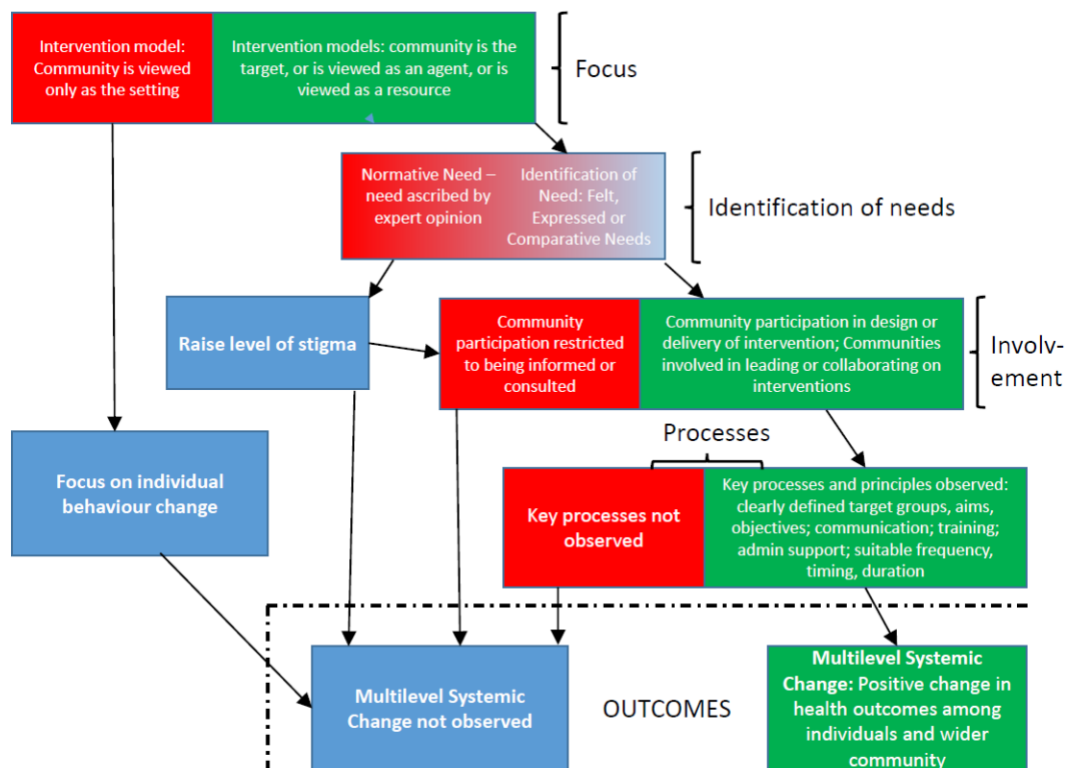 Intervention model:
Community is viewed
only as the setting
Intervention models: community is the
target, or is viewed as an agent, or is
viewed as a resource
Focus
Normative Need –
need ascribed by
expert opinion
Identification of
Need: Felt,
Expressed or
Comparative Needs
Identification of needs
Raise level of stigma
Community
participation restricted
to being informed or
consulted
Community participation in design or
delivery of intervention; Communities
involved in leading or collaborating on
interventions
Involv-
ement
Processes
Focus on individual
behaviour change
Key processes not
observed
Key processes and principles observed:
clearly defined target groups, aims,
objectives; communication; training;
admin support; suitable frequency,
timing, duration
Multilevel Systemic
Change not observed
OUTCOMES
Multilevel Systemic
Change: Positive change in
health outcomes among
individuals and wider
community